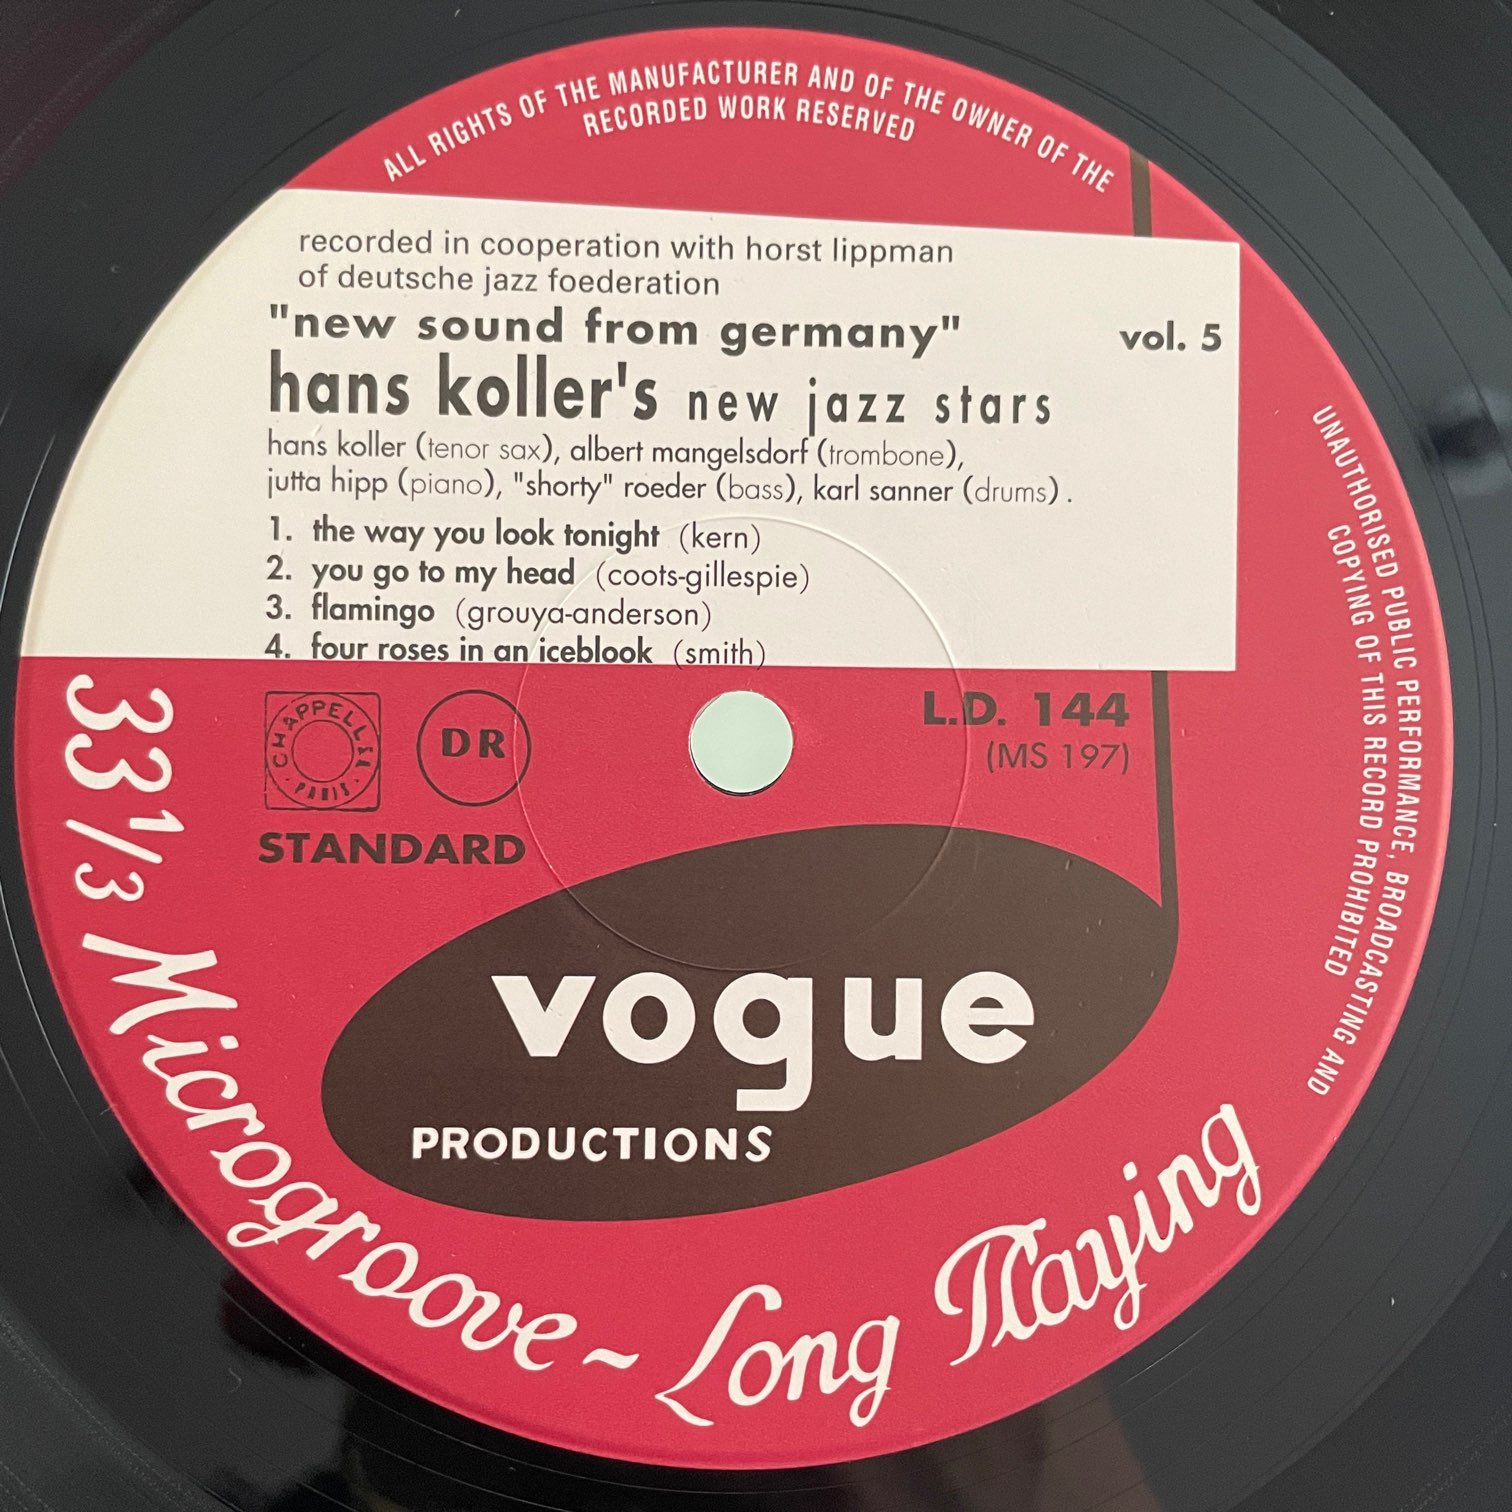 ALL RIGHTS OF THE MANUFACTURER AND OF THE OWNER OF THE
RECORDED WORK RESERVED
recorded in cooperation with horst lippman
of deutsche jazz foederation
"new sound from germany" vol. 5
hans koller's new jazz stars
hans koller (tenor sax), albert mangelsdorf (trombone),
jutta hipp (piano), "shorty" roeder (bass), karl sanner (drums).
1. the way you look tonight (kern)
2. you go to my head (coots-gillespie)
3. flamingo (grouya-anderson)
4. four roses in an iceblook (smith)
CHAPPELL
PARIS
DR
STANDARD
L.D. 144
(MS 197)
vogue
PRODUCTIONS
33 1/3 Microgroove ~ Long Playing
UNAUTHORISED PUBLIC PERFORMANCE, BROADCASTING AND
COPYING OF THIS RECORD PROHIBITED